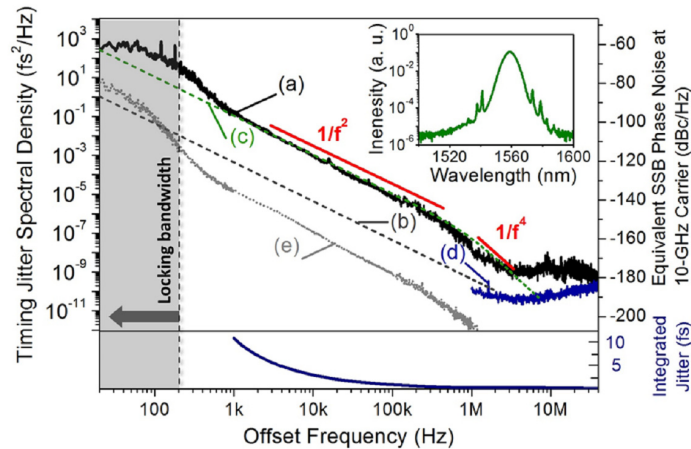 Timing Jitter Spectral Density (fs²/Hz)
10³
10¹
10⁻¹
10⁻³
10⁻⁵
10⁻⁷
10⁻⁹
10⁻¹¹
Locking bandwidth
(a)
(c)
1/f²
(b)
(e)
1/f⁴
(d)
Inemesity (a. u.)
10⁰
10⁻²
10⁻⁴
10⁻⁶
1520 1560 1600
Wavelength (nm)
-60
-80
-100
-120
-140
-160
-180
-200
Equivalent SSB Phase Noise at
10-GHz Carrier (dBc/Hz)
10
5
Integrated
Jitter (fs)
100 1k 10k 100k 1M 10M
Offset Frequency (Hz)